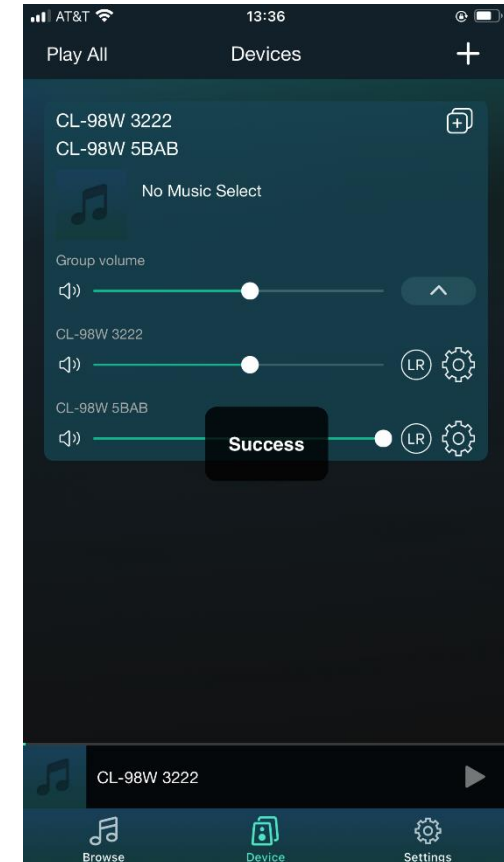 AT&T 13:36
Play All Devices
CL-98W 3222
CL-98W 5BAB
No Music Select
Group volume
CL-98W 3222
LR
CL-98W 5BAB
LR
Success
CL-98W 3222
Browse Device Settings